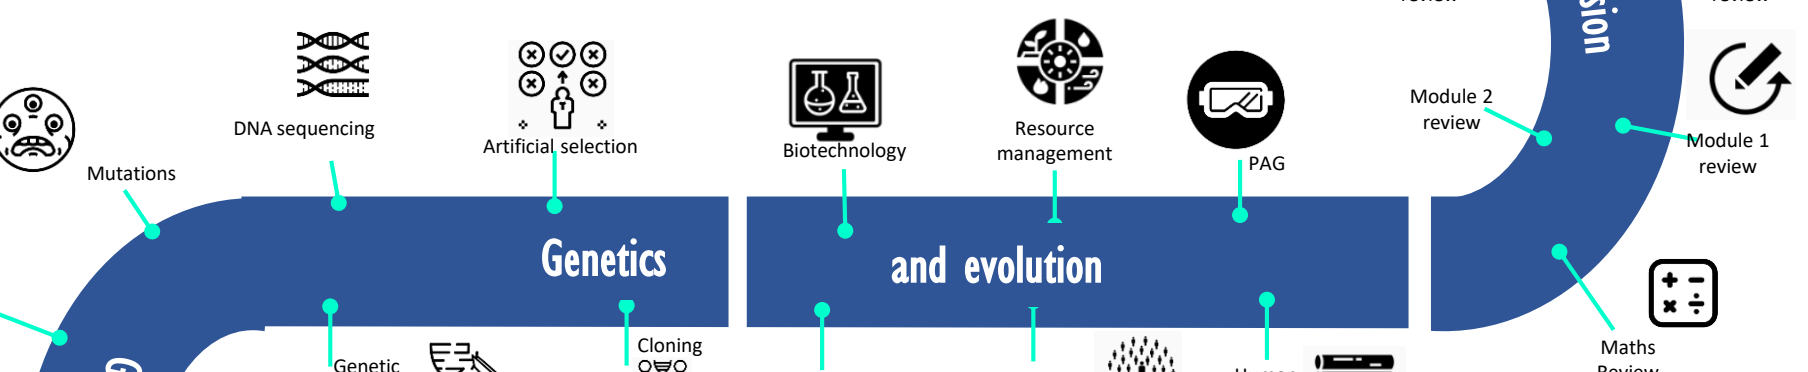 DNA sequencing
Mutations
Artificial selection
Biotechnology
Resource
management
PAG
Module 2
review
Module 1
review
Genetics
and evolution
Genetic
Cloning
Maths
Review